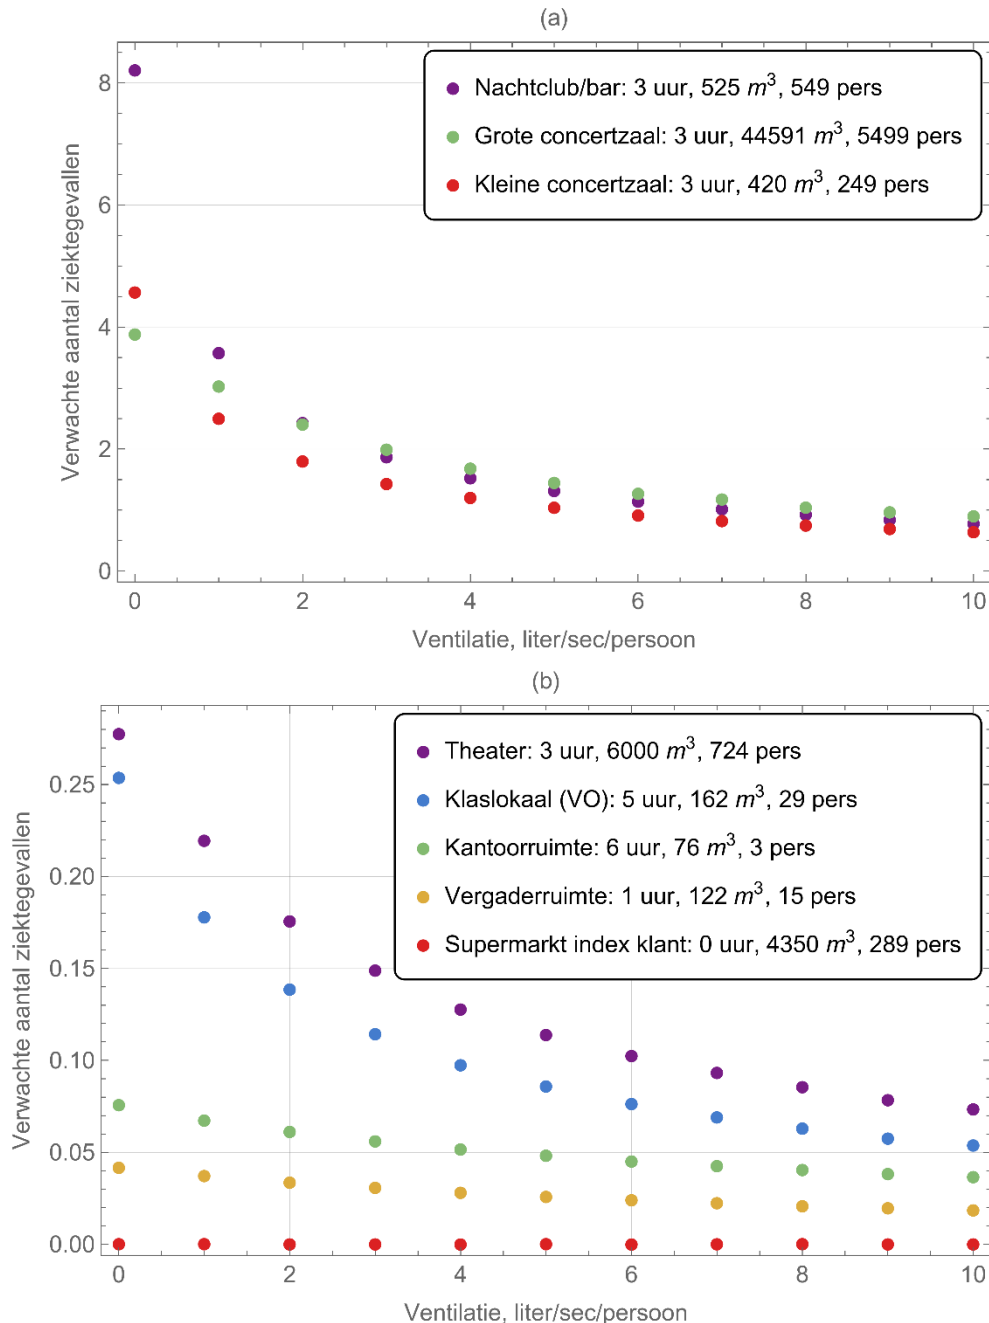 (a)
Verwachte aantal ziektegevallen
8
6
4
2
0
Nachtclub/bar: 3 uur, 525 m³, 549 pers
Grote concertzaal: 3 uur, 44591 m³, 5499 pers
Kleine concertzaal: 3 uur, 420 m³, 249 pers
0 2 4 6 8 10
Ventilatie, liter/sec/persoon
(b)
Verwachte aantal ziektegevallen
0.25
0.20
0.15
0.10
0.05
0.00
Theater: 3 uur, 6000 m³, 724 pers
Klaslokaal (VO): 5 uur, 162 m³, 29 pers
Kantoorruimte: 6 uur, 76 m³, 3 pers
Vergaderruimte: 1 uur, 122 m³, 15 pers
Supermarkt index klant: 0 uur, 4350 m³, 289 pers
0 2 4 6 8 10
Ventilatie, liter/sec/persoon